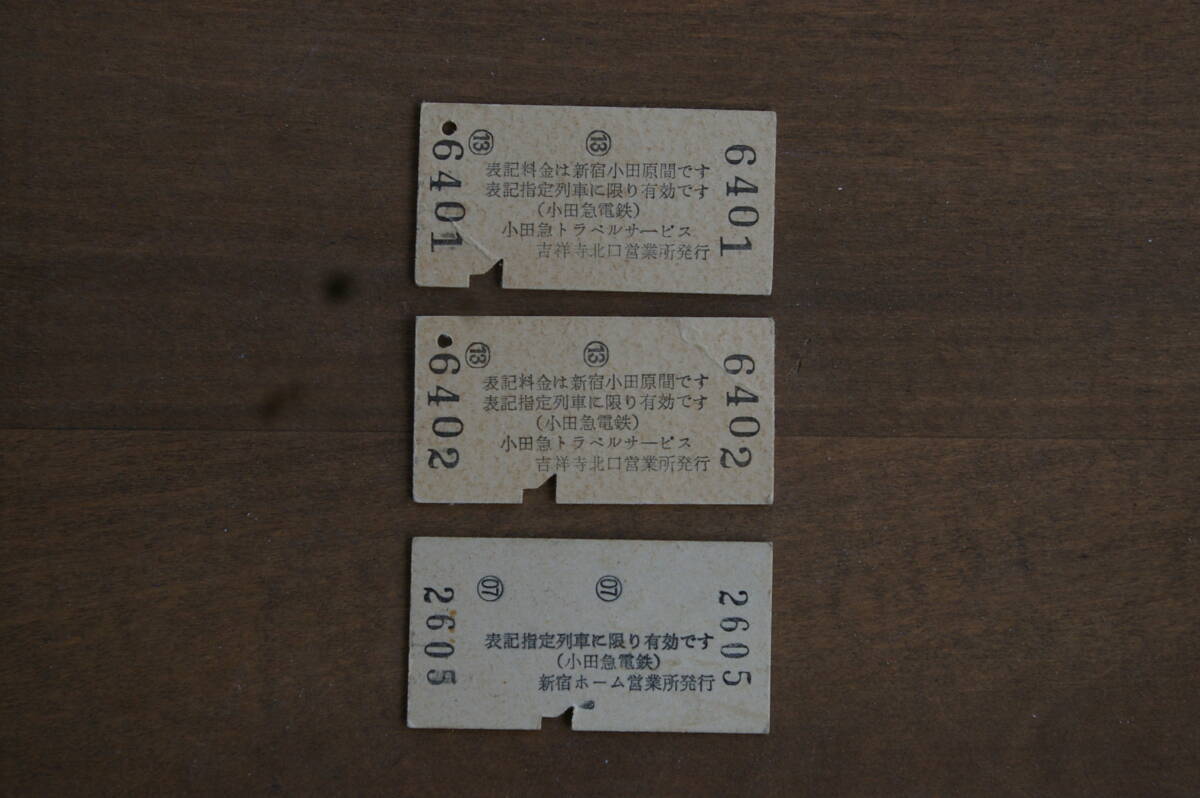 ⑬ ⑬
6401
表記料金は新宿小田原間です
表記指定列車に限り有効です
(小田急電鉄)
小田急トラベルサービス
吉祥寺北口営業所発行
6401
⑬ ⑬
6402
表記料金は新宿小田原間です
表記指定列車に限り有効です
(小田急電鉄)
小田急トラベルサービス
吉祥寺北口営業所発行
6402
07 07
2605
表記指定列車に限り有効です
(小田急電鉄)
新宿ホーム営業所発行
2605